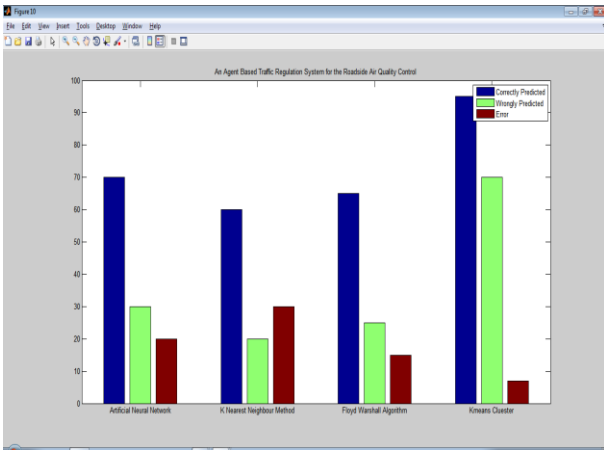 Figure 10
File Edit View Insert Tools Desktop Window Help
An Agent Based Traffic Regulation System for the Roadside Air Quality Control
100
90
80
70
60
50
40
30
20
10
0
Correctly Predicted
Wrongly Predicted
Error
Artificial Neural Network
K.Nearest Neighbour Method
Floyd Warshall Algorithm
Kmeans Cluester